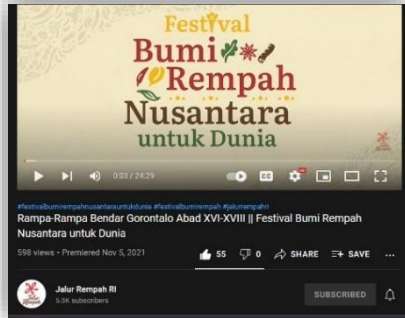 Festival
Bumi
Rempah
Nusantara
untuk Dunia
0:03 / 24:29
#festivalbumirempahnusantarauntukdunia #festivalbumirempah #jalurrempahri
Rampa-Rampa Bendar Gorontalo Abad XVI-XVIII || Festival Bumi Rempah
Nusantara untuk Dunia
598 views • Premiered Nov 5, 2021
55
0
SHARE
SAVE
Jalur Rempah RI
5.3K subscribers
SUBSCRIBED